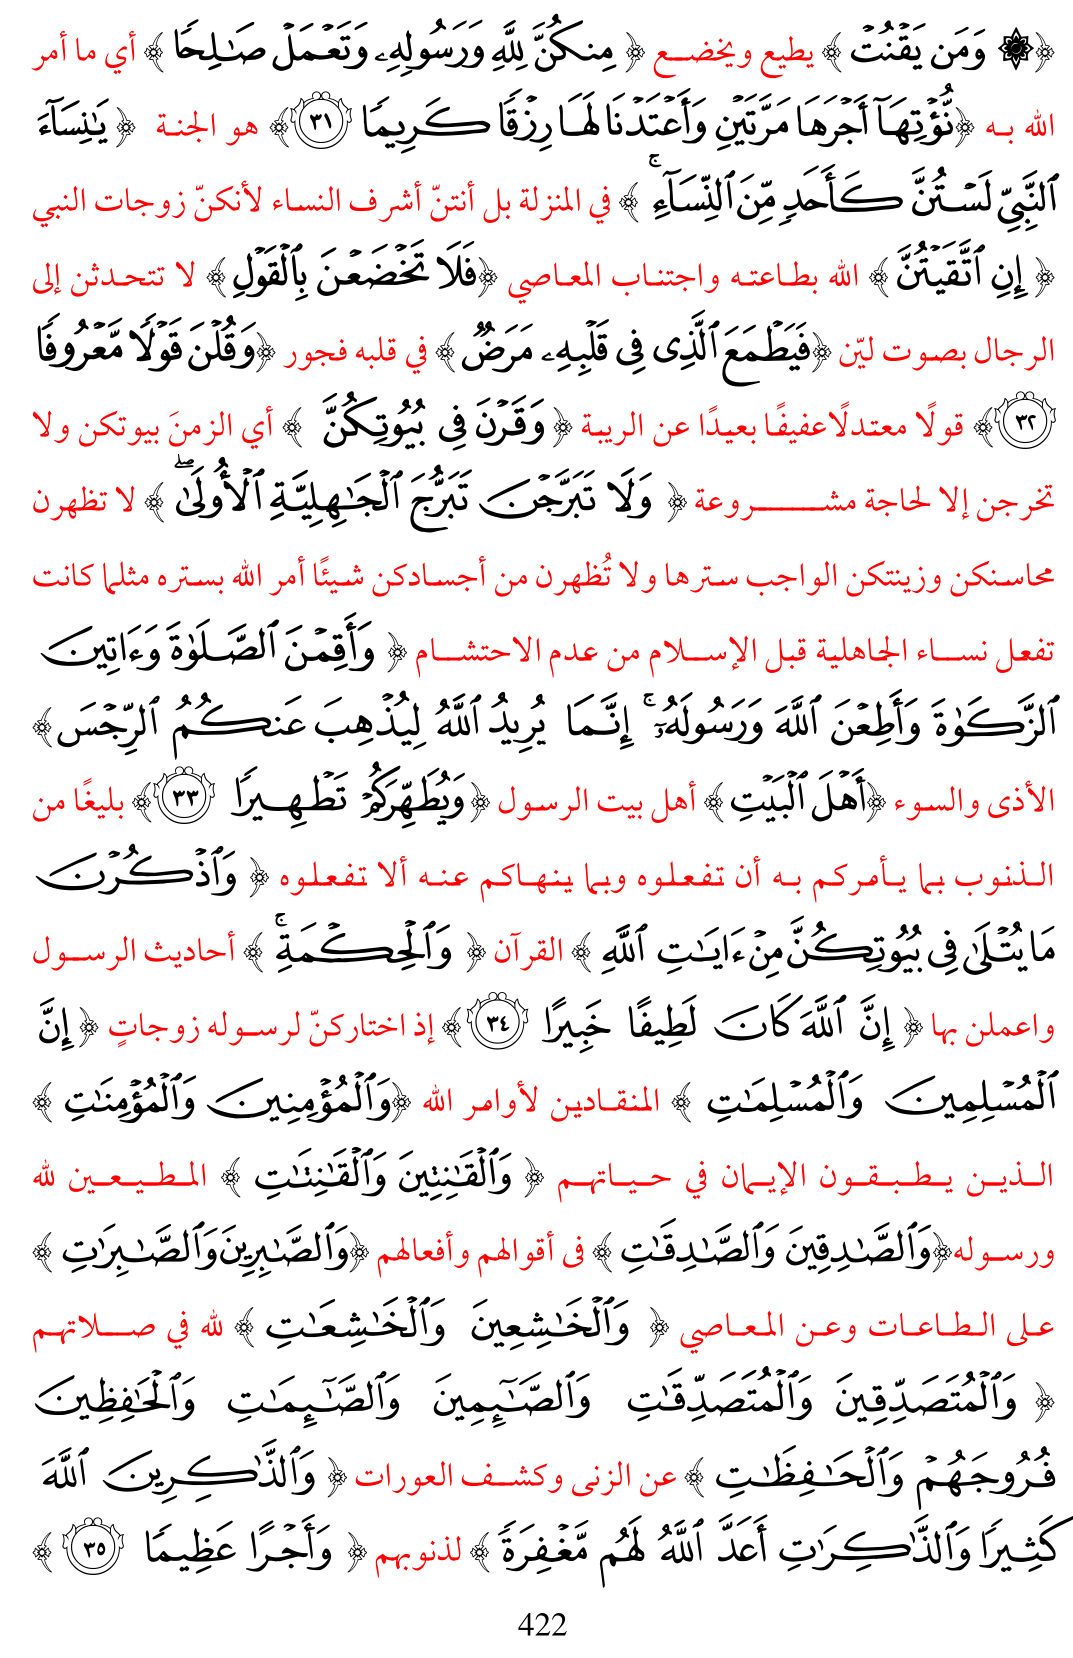 ﴿۞ وَمَن يَقْنُتْ﴾ يطيع ويخضع ﴿مِنكُنَّ لِلَّهِ وَرَسُولِهِۦ وَتَعْمَلْ صَٰلِحًا﴾ أي ما أمر
الله به ﴿نُّؤْتِهَآ أَجْرَهَا مَرَّتَيْنِ وَأَعْتَدْنَا لَهَا رِزْقًا كَرِيمًا ٣١﴾ هو الجنة ﴿يَٰنِسَآءَ
ٱلنَّبِيِّ لَسْتُنَّ كَأَحَدٍ مِّنَ ٱلنِّسَآءِ ۚ﴾ في المنزلة بل أنتنّ أشرف النساء لأنكنّ زوجات النبي
﴿إِنِ ٱتَّقَيْتُنَّ﴾ الله بطاعته واجتناب المعاصي ﴿فَلَا تَخْضَعْنَ بِٱلْقَوْلِ﴾ لا تتحدثن إلى
الرجال بصوت ليّن ﴿فَيَطْمَعَ ٱلَّذِى فِى قَلْبِهِۦ مَرَضٌ﴾ في قلبه فجور ﴿وَقُلْنَ قَوْلًا مَّعْرُوفًا
٣٢﴾ قولًا معتدلًا عفيفًا بعيدًا عن الريبة ﴿وَقَرْنَ فِى بُيُوتِكُنَّ﴾ أي الزمنَ بيوتكن ولا
تخرجن إلا لحاجة مشروعة ﴿وَلَا تَبَرَّجْنَ تَبَرُّجَ ٱلْجَٰهِلِيَّةِ ٱلْأُولَىٰ ۖ﴾ لا تظهرن
محاسنكن وزينتكن الواجب سترها ولا تُظهرن من أجسادكن شيئًا أمر الله بستره مثلما كانت
تفعل نساء الجاهلية قبل الإسلام من عدم الاحتشام ﴿وَأَقِمْنَ ٱلصَّلَوٰةَ وَءَاتِينَ
ٱلزَّكَوٰةَ وَأَطِعْنَ ٱللَّهَ وَرَسُولَهُۥٓ ۚ إِنَّمَا يُرِيدُ ٱللَّهُ لِيُذْهِبَ عَنكُمُ ٱلرِّجْسَ﴾
الأذى والسوء ﴿أَهْلَ ٱلْبَيْتِ﴾ أهل بيت الرسول ﴿وَيُطَهِّرَكُمْ تَطْهِيرًا ٣٣﴾ بليغًا من
الذنوب بما يأمركم به أن تفعلوه وبما ينهاكم عنه ألا تفعلوه ﴿وَٱذْكُرْنَ
مَا يُتْلَىٰ فِى بُيُوتِكُنَّ مِنْ ءَايَٰتِ ٱللَّهِ﴾ القرآن ﴿وَٱلْحِكْمَةِ ۚ﴾ أحاديث الرسول
واعملن بها ﴿إِنَّ ٱللَّهَ كَانَ لَطِيفًا خَبِيرًا ٣٤﴾ إذ اختاركنّ لرسوله زوجاتٍ ﴿إِنَّ
ٱلْمُسْلِمِينَ وَٱلْمُسْلِمَٰتِ﴾ المنقادين لأوامر الله ﴿وَٱلْمُؤْمِنِينَ وَٱلْمُؤْمِنَٰتِ﴾
الذين يطبقون الإيمان في حياتهم ﴿وَٱلْقَٰنِتِينَ وَٱلْقَٰنِتَٰتِ﴾ المطيعين لله
ورسوله ﴿وَٱلصَّٰدِقِينَ وَٱلصَّٰدِقَٰتِ﴾ فى أقوالهم وأفعالهم ﴿وَٱلصَّٰبِرِينَ وَٱلصَّٰبِرَٰتِ﴾
على الطاعات وعن المعاصي ﴿وَٱلْخَٰشِعِينَ وَٱلْخَٰشِعَٰتِ﴾ لله في صلاتهم
﴿وَٱلْمُتَصَدِّقِينَ وَٱلْمُتَصَدِّقَٰتِ وَٱلصَّٰٓئِمِينَ وَٱلصَّٰٓئِمَٰتِ وَٱلْحَٰفِظِينَ
فُرُوجَهُمْ وَٱلْحَٰفِظَٰتِ﴾ عن الزنى وكشف العورات ﴿وَٱلذَّٰكِرِينَ ٱللَّهَ
كَثِيرًا وَٱلذَّٰكِرَٰتِ أَعَدَّ ٱللَّهُ لَهُم مَّغْفِرَةً﴾ لذنوبهم ﴿وَأَجْرًا عَظِيمًا ٣٥﴾
422